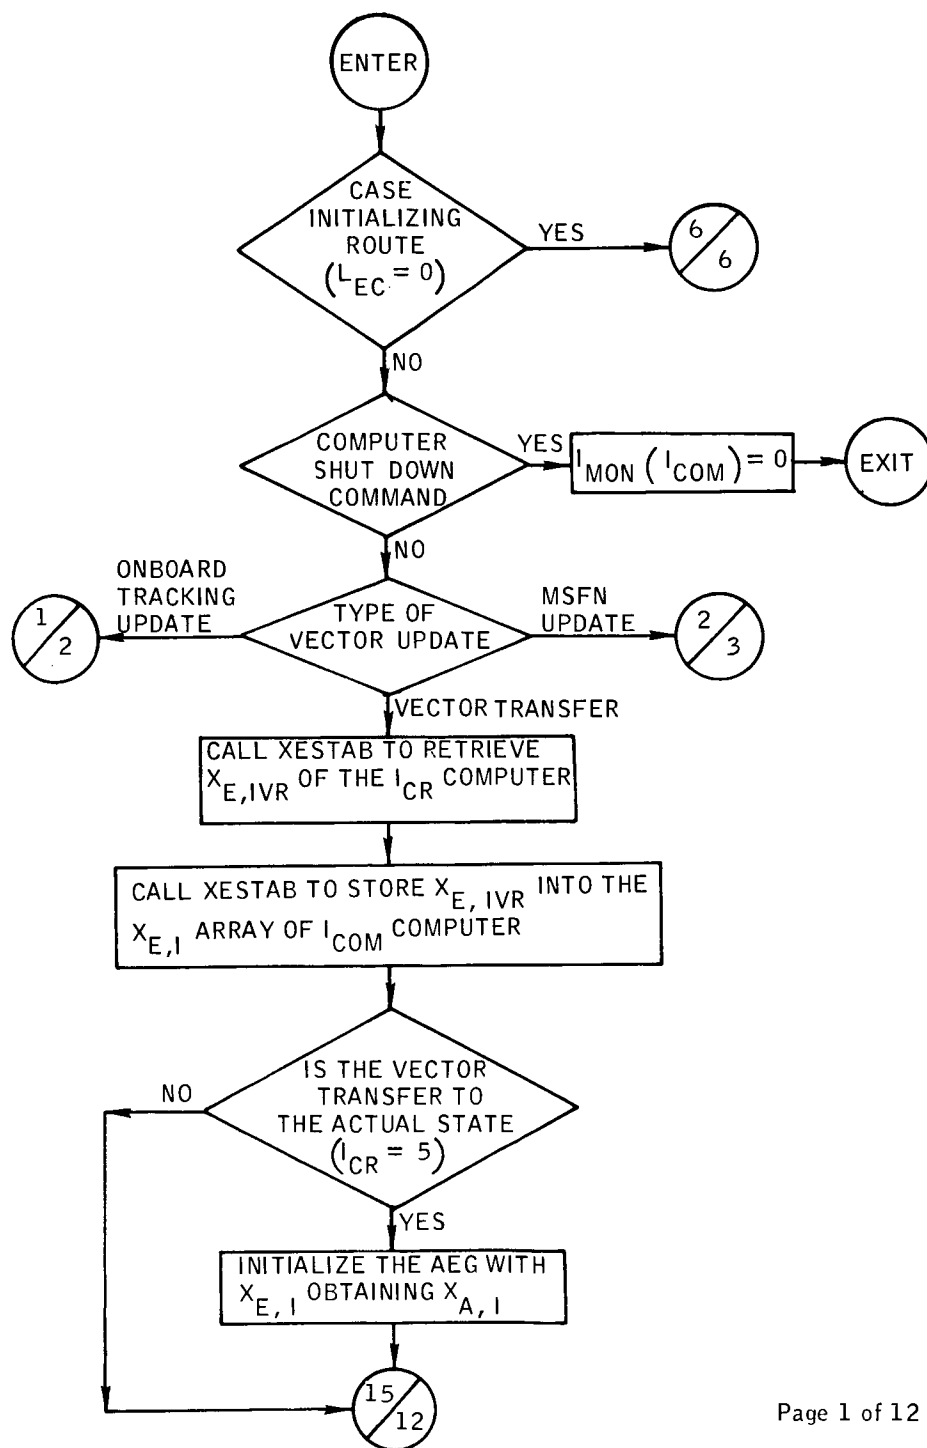 ENTER
CASE
INITIALIZING
ROUTE
(L_EC = 0)
YES
6/6
NO
COMPUTER
SHUT DOWN
COMMAND
YES
I_MON (I_COM) = 0
EXIT
NO
ONBOARD
TRACKING
UPDATE
1/2
TYPE OF
VECTOR UPDATE
MSFN
UPDATE
2/3
VECTOR TRANSFER
CALL XESTAB TO RETRIEVE
X_E,IVR OF THE I_CR COMPUTER
CALL XESTAB TO STORE X_E,IVR INTO THE
X_E,I ARRAY OF I_COM COMPUTER
IS THE VECTOR
TRANSFER TO
THE ACTUAL STATE
(I_CR = 5)
NO
YES
INITIALIZE THE AEG WITH
X_E,I OBTAINING X_A,I
15/12
Page 1 of 12